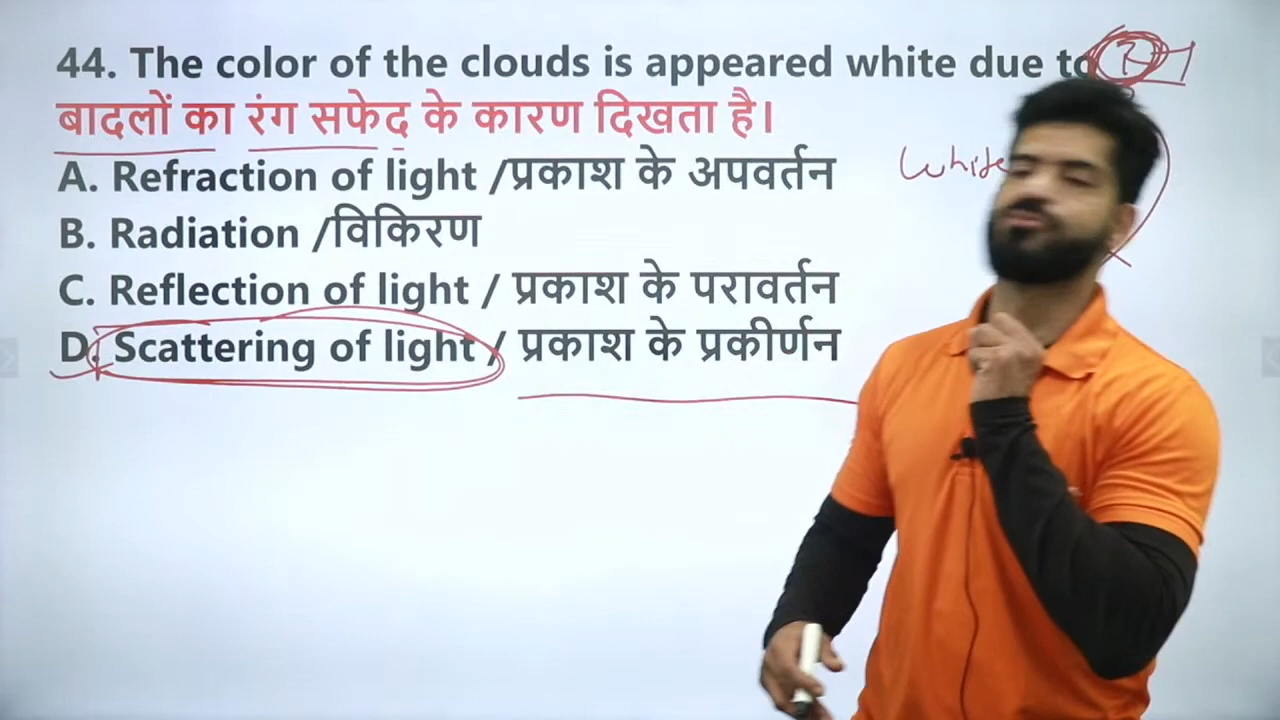 44. The color of the clouds is appeared white due to ?
बादलों का रंग सफेद के कारण दिखता है।
A. Refraction of light /प्रकाश के अपवर्तन
B. Radiation /विकिरण
C. Reflection of light / प्रकाश के परावर्तन
D. Scattering of light / प्रकाश के प्रकीर्णन
White